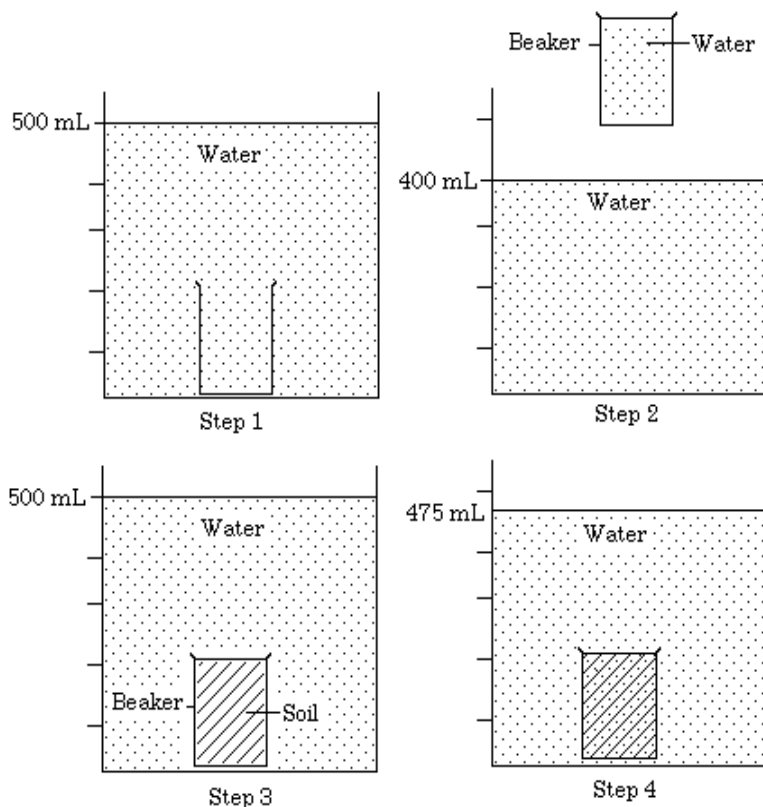 500 mL
Water
Step 1
Beaker
Water
400 mL
Water
Step 2
500 mL
Water
Beaker
Soil
Step 3
475 mL
Water
Step 4